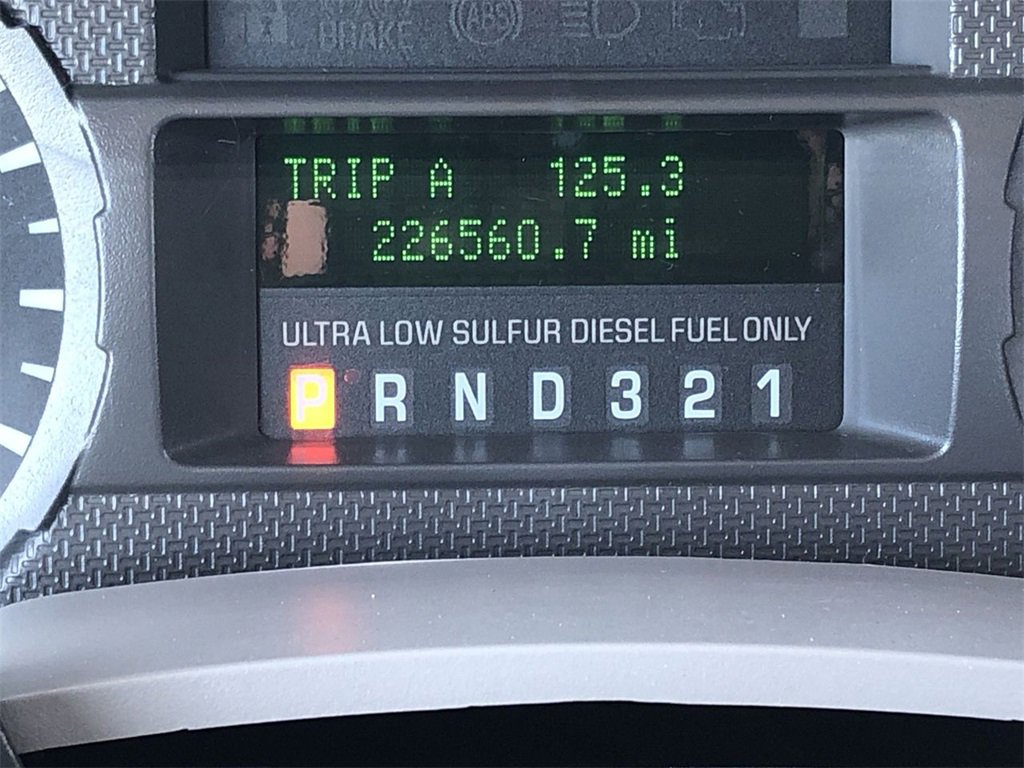 BRAKE
ABS
TRIP A 125.3
226560.7 mi
ULTRA LOW SULFUR DIESEL FUEL ONLY
P R N D 3 2 1